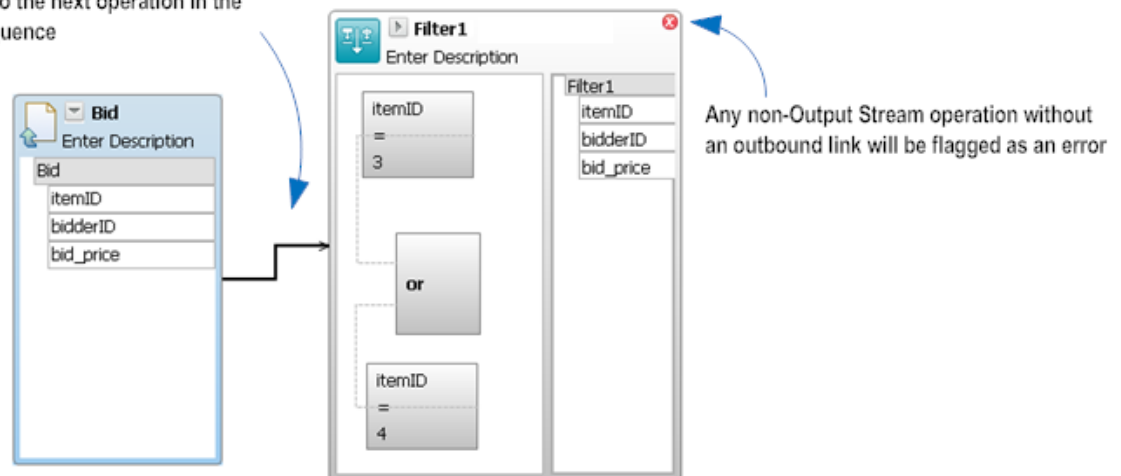 to the next operation in the
uence
Bid
Enter Description
Bid
itemID
bidderID
bid_price
Filter1
Enter Description
itemID
=
3
or
itemID
=
4
Filter1
itemID
bidderID
bid_price
Any non-Output Stream operation without
an outbound link will be flagged as an error